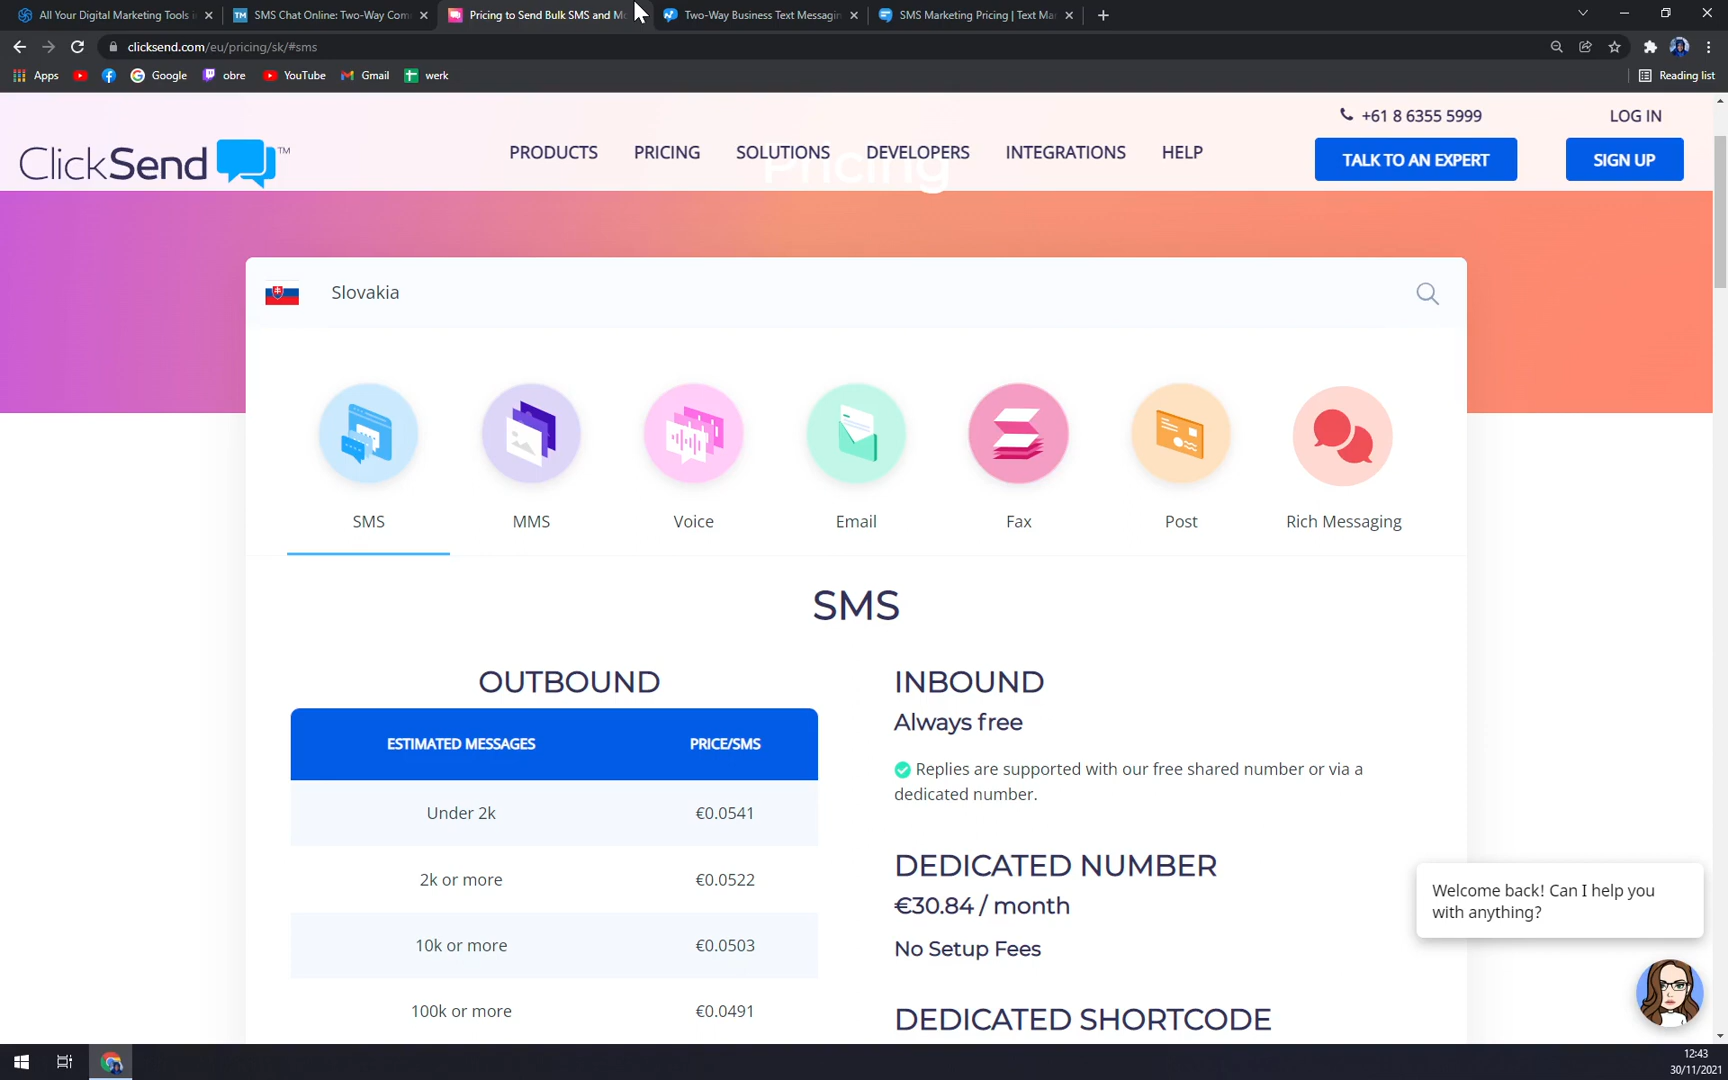 All Your Digital Marketing Tools i
SMS Chat Online: Two-Way Com
Pricing to Send Bulk SMS and Mo
Two-Way Business Text Messagin
SMS Marketing Pricing | Text Mar
clicksend.com/eu/pricing/sk/#sms
Apps
Google
obre
YouTube
Gmail
werk
Reading list
+61 8 6355 5999
LOG IN
ClickSend™
PRODUCTS
PRICING
SOLUTIONS
DEVELOPERS
INTEGRATIONS
HELP
TALK TO AN EXPERT
SIGN UP
Pricing
Slovakia
SMS
MMS
Voice
Email
Fax
Post
Rich Messaging
SMS
OUTBOUND
ESTIMATED MESSAGES PRICE/SMS
Under 2k €0.0541
2k or more €0.0522
10k or more €0.0503
100k or more €0.0491
INBOUND
Always free
Replies are supported with our free shared number or via a
dedicated number.
DEDICATED NUMBER
€30.84 / month
No Setup Fees
DEDICATED SHORTCODE
Welcome back! Can I help you
with anything?
12:43
30/11/2021